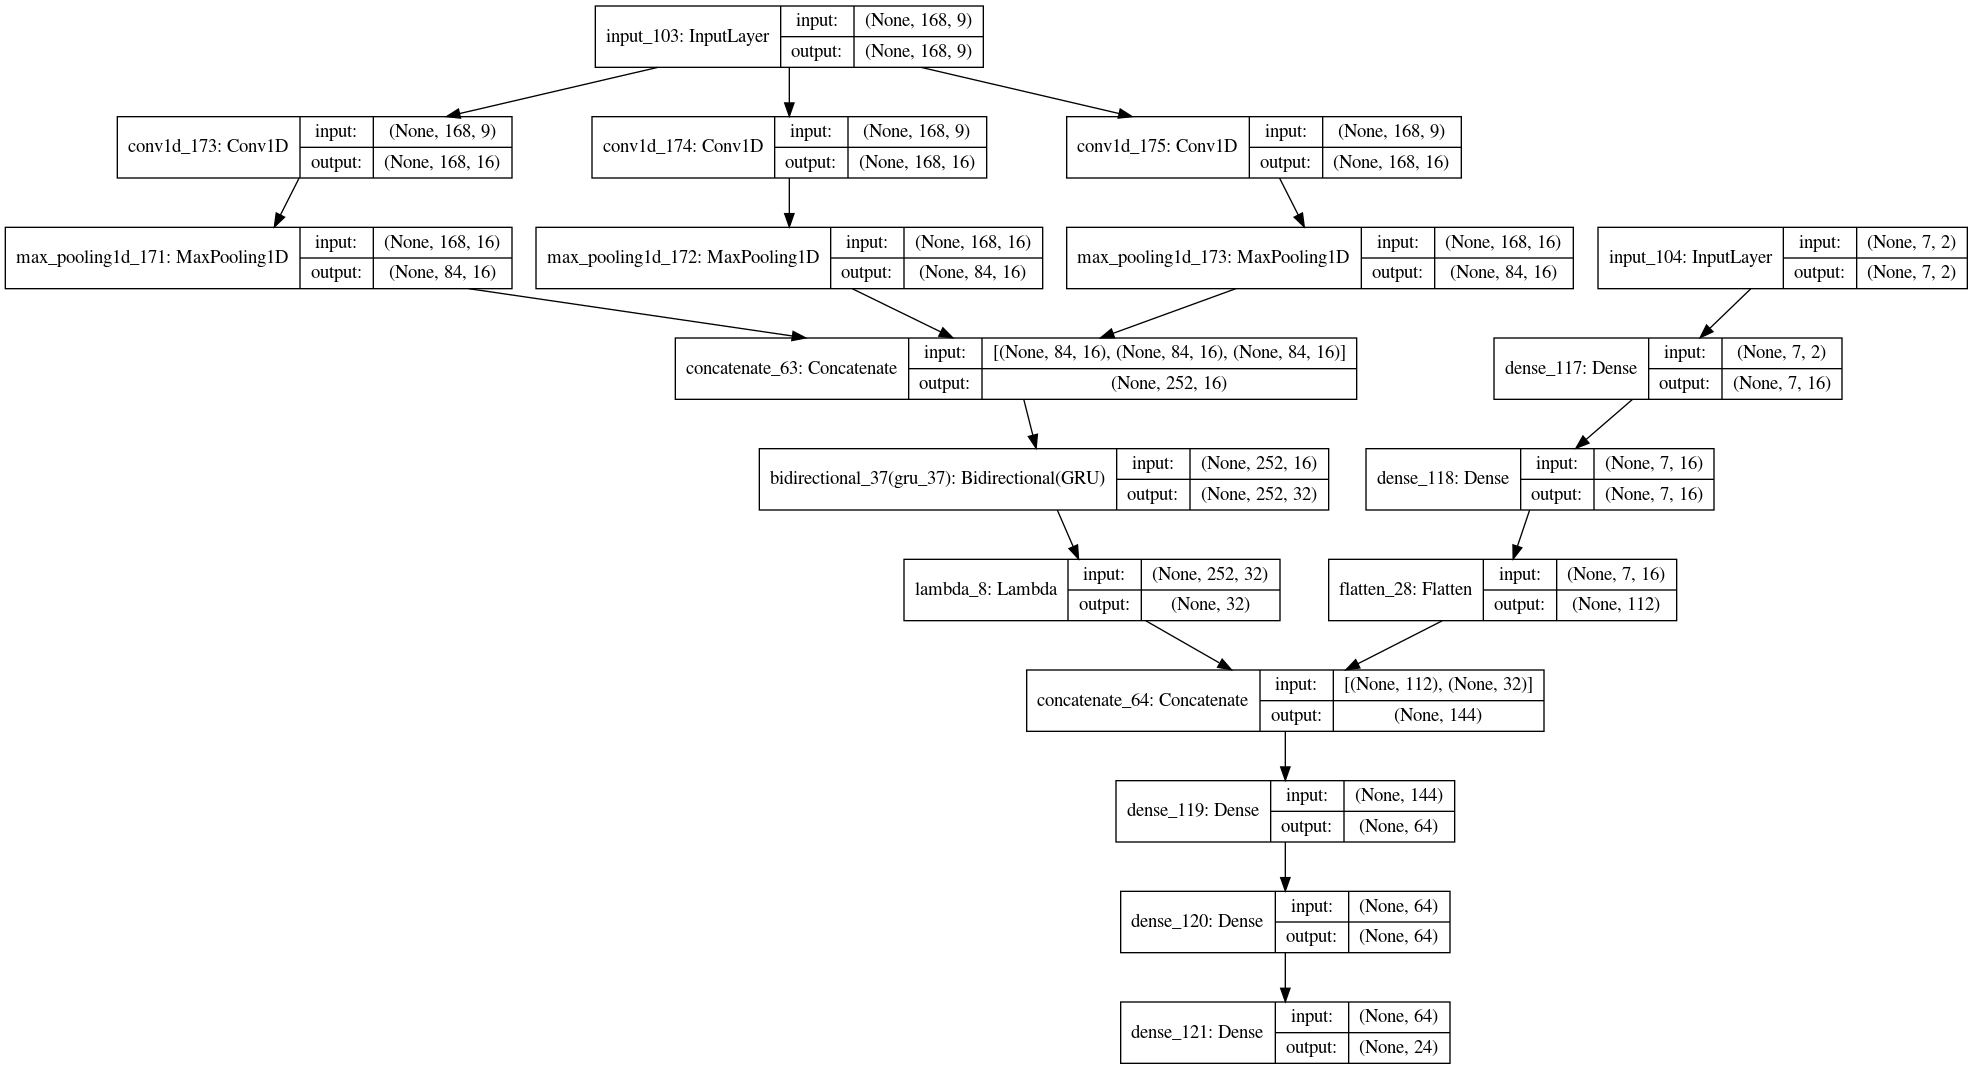 input_103: InputLayer
input:
(None, 168, 9)
output:
(None, 168, 9)
conv1d_173: Conv1D
input:
(None, 168, 9)
output:
(None, 168, 16)
conv1d_174: Conv1D
input:
(None, 168, 9)
output:
(None, 168, 16)
conv1d_175: Conv1D
input:
(None, 168, 9)
output:
(None, 168, 16)
max_pooling1d_171: MaxPooling1D
input:
(None, 168, 16)
output:
(None, 84, 16)
max_pooling1d_172: MaxPooling1D
input:
(None, 168, 16)
output:
(None, 84, 16)
max_pooling1d_173: MaxPooling1D
input:
(None, 168, 16)
output:
(None, 84, 16)
input_104: InputLayer
input:
(None, 7, 2)
output:
(None, 7, 2)
concatenate_63: Concatenate
input:
[(None, 84, 16), (None, 84, 16), (None, 84, 16)]
output:
(None, 252, 16)
dense_117: Dense
input:
(None, 7, 2)
output:
(None, 7, 16)
bidirectional_37(gru_37): Bidirectional(GRU)
input:
(None, 252, 16)
output:
(None, 252, 32)
dense_118: Dense
input:
(None, 7, 16)
output:
(None, 7, 16)
lambda_8: Lambda
input:
(None, 252, 32)
output:
(None, 32)
flatten_28: Flatten
input:
(None, 7, 16)
output:
(None, 112)
concatenate_64: Concatenate
input:
[(None, 112), (None, 32)]
output:
(None, 144)
dense_119: Dense
input:
(None, 144)
output:
(None, 64)
dense_120: Dense
input:
(None, 64)
output:
(None, 64)
dense_121: Dense
input:
(None, 64)
output:
(None, 24)